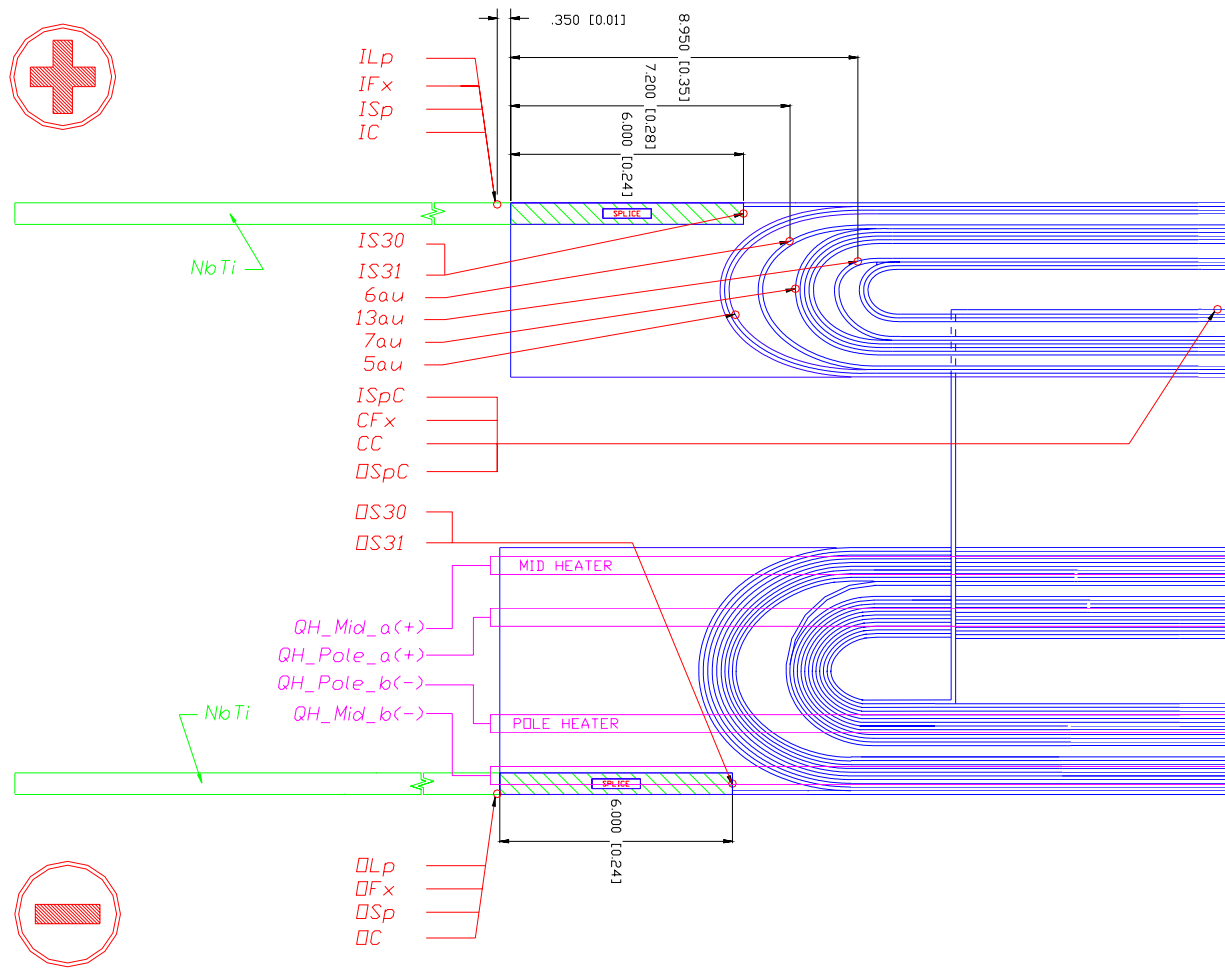 .350 [0.01]
8.950 [0.35]
7.200 [0.28]
6.000 [0.24]
ILp
IFx
ISp
IC
SPLICE
NbTi
IS30
IS31
6au
13au
7au
5au
ISpC
CFx
CC
OSpC
OS30
OS31
MID HEATER
QH_Mid_a(+)
QH_Pole_a(+)
QH_Pole_b(-)
QH_Mid_b(-)
NbTi
POLE HEATER
SPLICE
6.000 [0.24]
OLp
OFx
OSp
OC